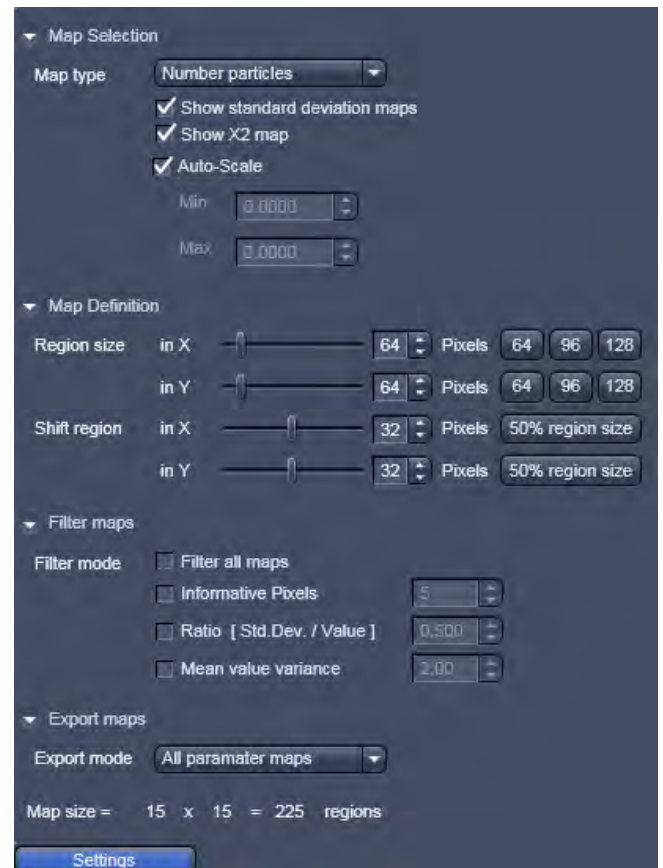 Map Selection
Map type Number particles
Show standard deviation maps
Show X2 map
Auto-Scale
Min 0.0000
Max 0.0000
Map Definition
Region size in X 64 Pixels 64 96 128
in Y 64 Pixels 64 96 128
Shift region in X 32 Pixels 50% region size
in Y 32 Pixels 50% region size
Filter maps
Filter mode Filter all maps
Informative Pixels 5
Ratio [ Std.Dev. / Value ] 0.500
Mean value variance 2.00
Export maps
Export mode All paramater maps
Map size = 15 x 15 = 225 regions
Settings